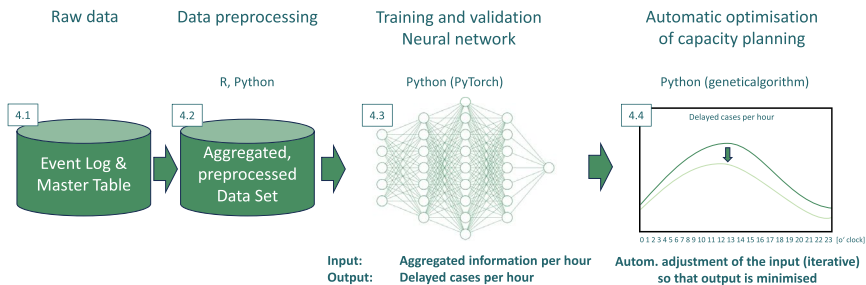 Raw data
Data preprocessing
Training and validation
Neural network
Automatic optimisation
of capacity planning
R, Python
Python (PyTorch)
Python (geneticalgorithm)
4.1
4.2
4.3
4.4
Event Log &
Master Table
Aggregated,
preprocessed
Data Set
Delayed cases per hour
0 1 2 3 4 5 6 7 8 9 10 11 12 13 14 15 16 17 18 19 20 21 22 23 [o' clock]
Input: Aggregated information per hour
Output: Delayed cases per hour
Autom. adjustment of the input (iterative)
so that output is minimised